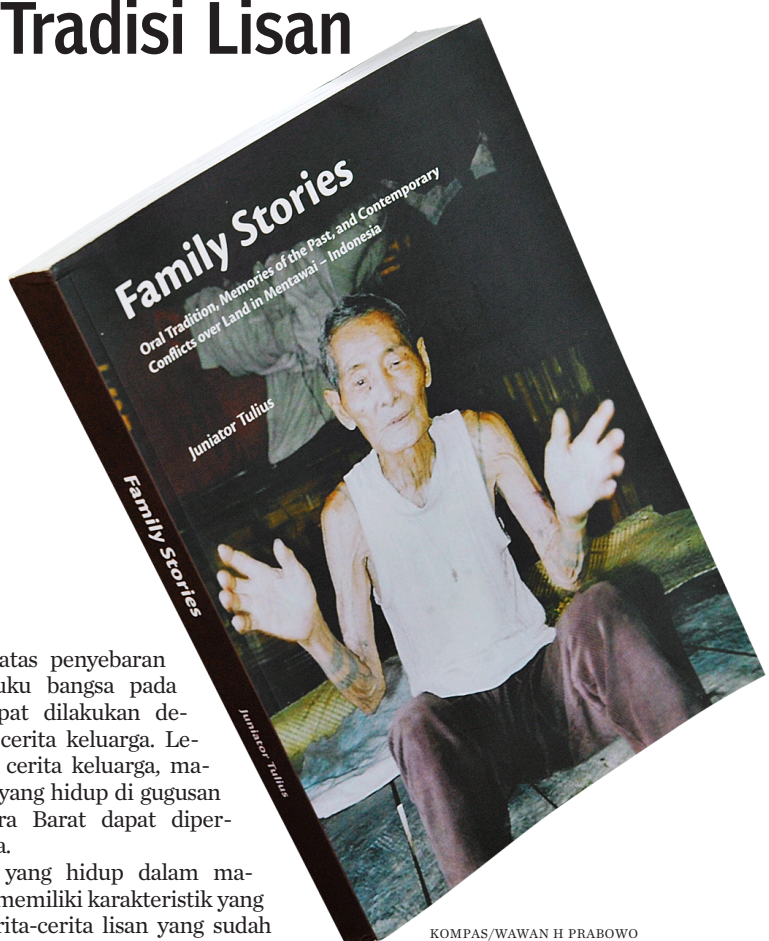 Tradisi Lisan
Family Stories
Oral Tradition, Memories of the Past, and Contemporary
Conflicts over Land in Mentawai – Indonesia
Juniator Tulius
Family Stories
Juniator Tulius
atas penyebaran
uku bangsa pada
pat dilakukan de-
cerita keluarga. Le-
cerita keluarga, ma-
yang hidup di gugusan
ra Barat dapat diper-
a.
yang hidup dalam ma-
memiliki karakteristik yang
rita-cerita lisan yang sudah
KOMPAS/WAWAN H PRABOWO